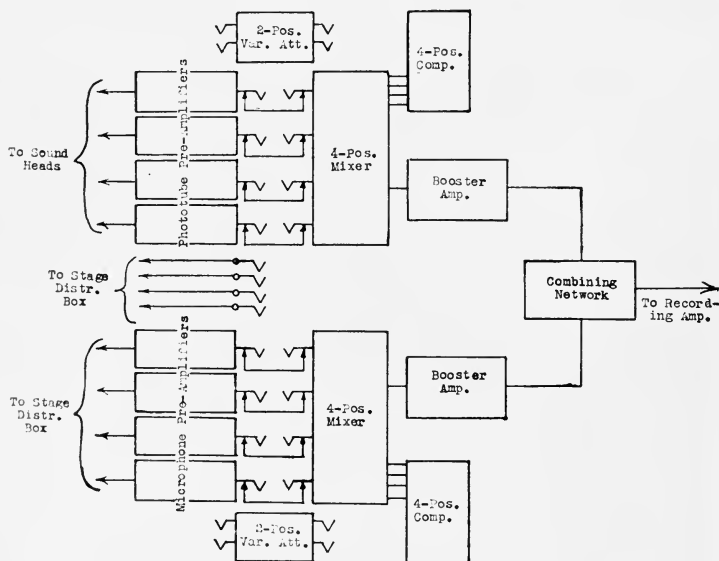 2-Pos.
Var. Att.
4-Pos.
Comp.
Phototube Pre-Amplifiers
To Sound
Heads
4-Pos.
Mixer
Booster
Amp.
To Stage
Distr.
Box
Combining
Network
To Record-
ing Amp.
Microphone Pre-Amplifiers
To Stage
Distr.
Box
4-Pos.
Mixer
Booster
Amp.
4-Pos.
Comp.
2-Pos.
Var. Att.